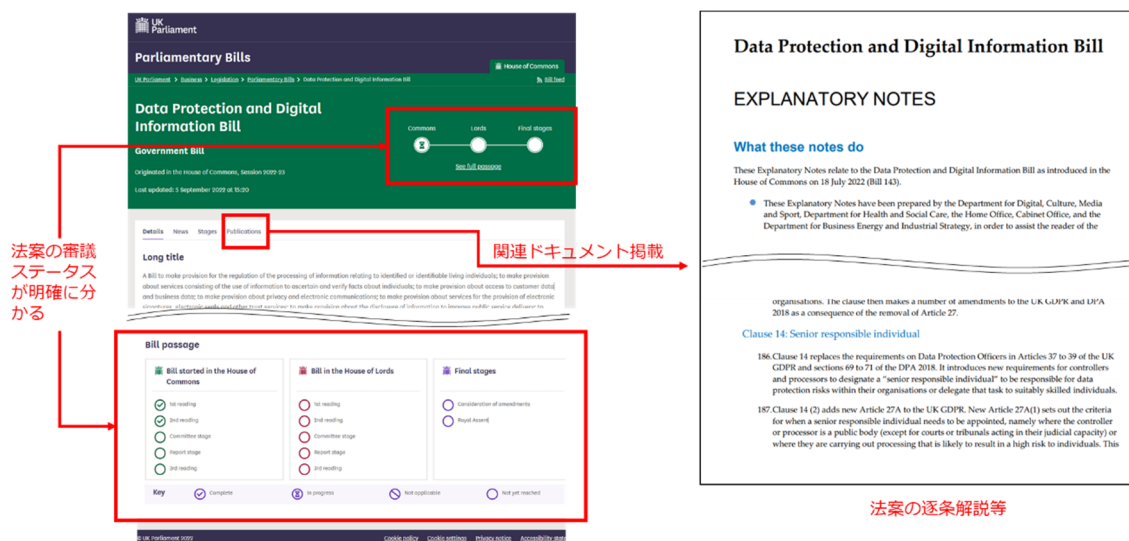 UK
Parliament
Parliamentary Bills
House of Commons
UK Parliament > Business > Legislation > Parliamentary Bills > Data Protection and Digital Information Bill
Bill feed
Data Protection and Digital
Information Bill
Government Bill
Originated in the House of Commons, Session 2022-23
Last updated: 5 September 2022 at 15:20
Commons
Lords
Final stages
See full passage
Details
News
Stages
Publications
Long title
A Bill to make provision for the regulation of the processing of information relating to identified or identifiable living individuals; to make provision
about services consisting of the use of information to ascertain and verify facts about individuals; to make provision about access to customer data
and business data; to make provision about privacy and electronic communications; to make provision about services for the provision of electronic
signatures, electronic seals and other trust services; to make provision about the disclosure of information to improve public service delivery; to
Bill passage
Bill started in the House of
Commons
1st reading
2nd reading
Committee stage
Report stage
3rd reading
Bill in the House of Lords
1st reading
2nd reading
Committee stage
Report stage
3rd reading
Final stages
Consideration of amendments
Royal Assent
Key
Complete
In progress
Not applicable
Not yet reached
© UK Parliament 2022
Cookie policy
Cookie settings
Privacy notice
Accessibility state
法案の審議
ステータス
が明確に分
かる
関連ドキュメント掲載
Data Protection and Digital Information Bill
EXPLANATORY NOTES
What these notes do
These Explanatory Notes relate to the Data Protection and Digital Information Bill as introduced in the
House of Commons on 18 July 2022 (Bill 143).
● These Explanatory Notes have been prepared by the Department for Digital, Culture, Media
and Sport, Department for Health and Social Care, the Home Office, Cabinet Office, and the
Department for Business Energy and Industrial Strategy, in order to assist the reader of the
organisations. The clause then makes a number of amendments to the UK GDPR and DPA
2018 as a consequence of the removal of Article 27.
Clause 14: Senior responsible individual
186. Clause 14 replaces the requirements on Data Protection Officers in Articles 37 to 39 of the UK
GDPR and sections 69 to 71 of the DPA 2018. It introduces new requirements for controllers
and processors to designate a "senior responsible individual" to be responsible for data
protection risks within their organisations or delegate that task to suitably skilled individuals.
187. Clause 14 (2) adds new Article 27A to the UK GDPR. New Article 27A(1) sets out the criteria
for when a senior responsible individual needs to be appointed, namely where the controller
or processor is a public body (except for courts or tribunals acting in their judicial capacity) or
where they are carrying out processing that is likely to result in a high risk to individuals. This
法案の逐条解説等